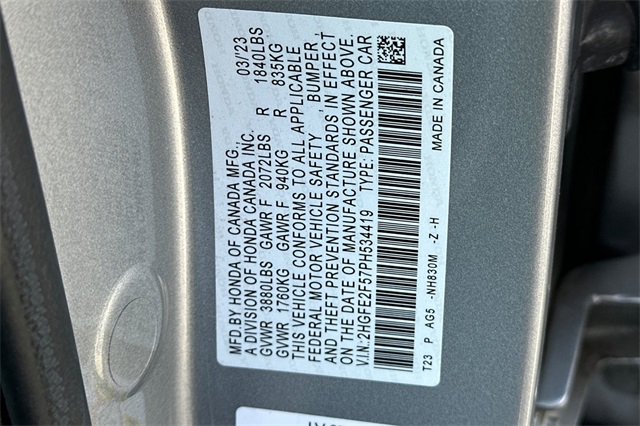 MFD.BY HONDA OF CANADA MFG., 03/23
A DIVISION OF HONDA CANADA INC.
GVWR 3880LBS GAWR F 2072LBS R 1840LBS
GVWR 1760KG GAWR F 940KG R 835KG
THIS VEHICLE CONFORMS TO ALL APPLICABLE
FEDERAL MOTOR VEHICLE SAFETY , BUMPER ,
AND THEFT PREVENTION STANDARDS IN EFFECT
ON THE DATE OF MANUFACTURE SHOWN ABOVE.
V.I.N:2HGFE2F57PH534419 TYPE: PASSENGER CAR
T23 P AG5 -NH830M -Z -H MADE IN CANADA